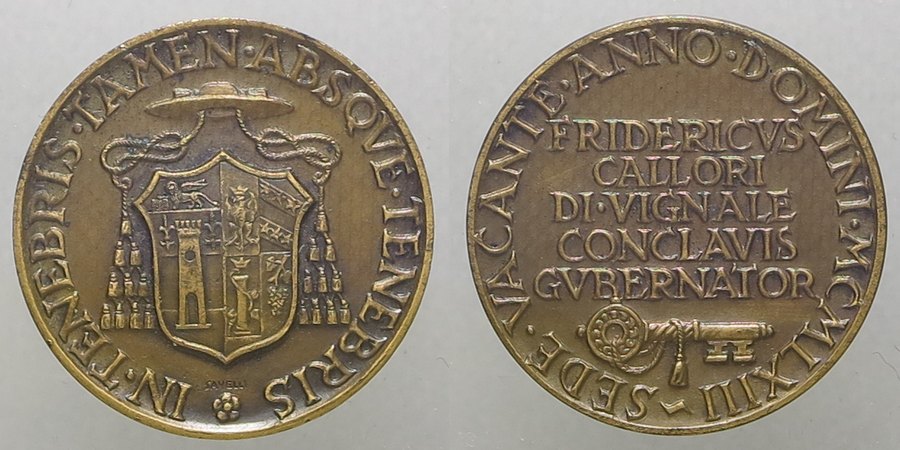 IN·TENEBRIS·TAMEN·ABSQVE·TENEBRIS
SAVELLI
SEDE·VACANTE·ANNO·DOMINI·MCMLXIII
FRIDERICVS
CALLORI
DI·VIGNALE
CONCLAVIS
GVBERNATOR